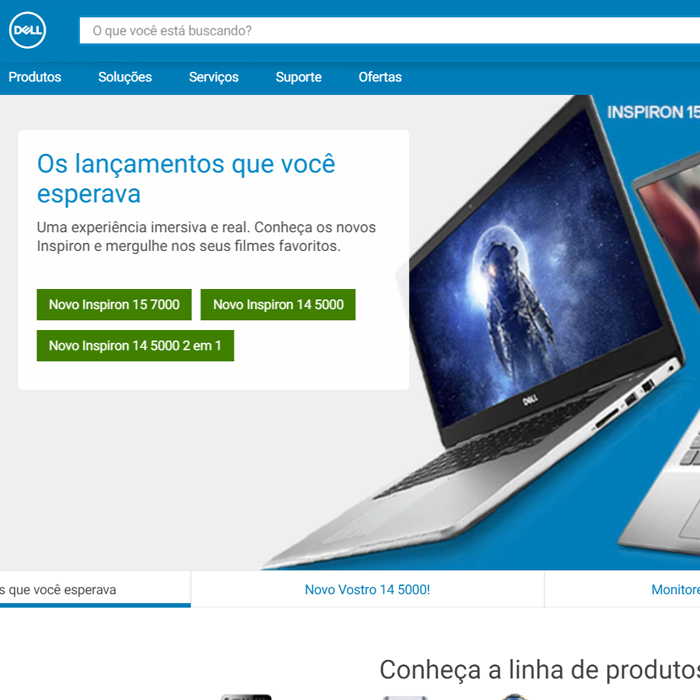 DELL
O que você está buscando?
Produtos
Soluções
Serviços
Suporte
Ofertas
INSPIRON 15
Os lançamentos que você
esperava
Uma experiência imersiva e real. Conheça os novos
Inspiron e mergulhe nos seus filmes favoritos.
Novo Inspiron 15 7000
Novo Inspiron 14 5000
Novo Inspiron 14 5000 2 em 1
DELL
s que você esperava
Novo Vostro 14 5000!
Monitore
Conheça a linha de produtos